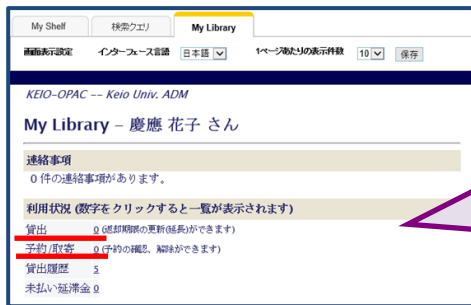 My Shelf 検索クエリ My Library
画面表示設定 インターフェース言語 日本語 1ページあたりの表示件数 10 保存
KEIO-OPAC -- Keio Univ. ADM
My Library – 慶應 花子 さん
連絡事項
0 件の連絡事項があります。
利用状況 (数字をクリックすると一覧が表示されます)
貸出 0 (返却期限の更新(延長)ができます)
予約/取寄 0 (予約の確認、解除ができます)
貸出履歴 5
未払い延滞金 0